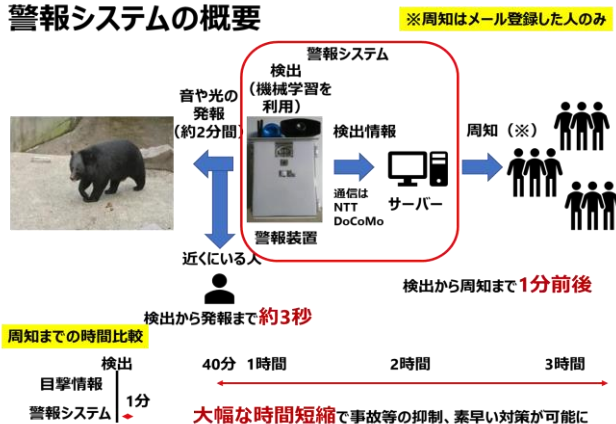 警報システムの概要
※周知はメール登録した人のみ
警報システム
検出
(機械学習を
利用)
音や光の
発報
(約2分間)
検出情報
周知(※)
通信は
NTT
DoCoMo
サーバー
警報装置
近くにいる人
検出から発報まで約3秒
検出から周知まで1分前後
周知までの時間比較
検出
40分 1時間 2時間 3時間
目撃情報
1分
警報システム
大幅な時間短縮で事故等の抑制、素早い対策が可能に